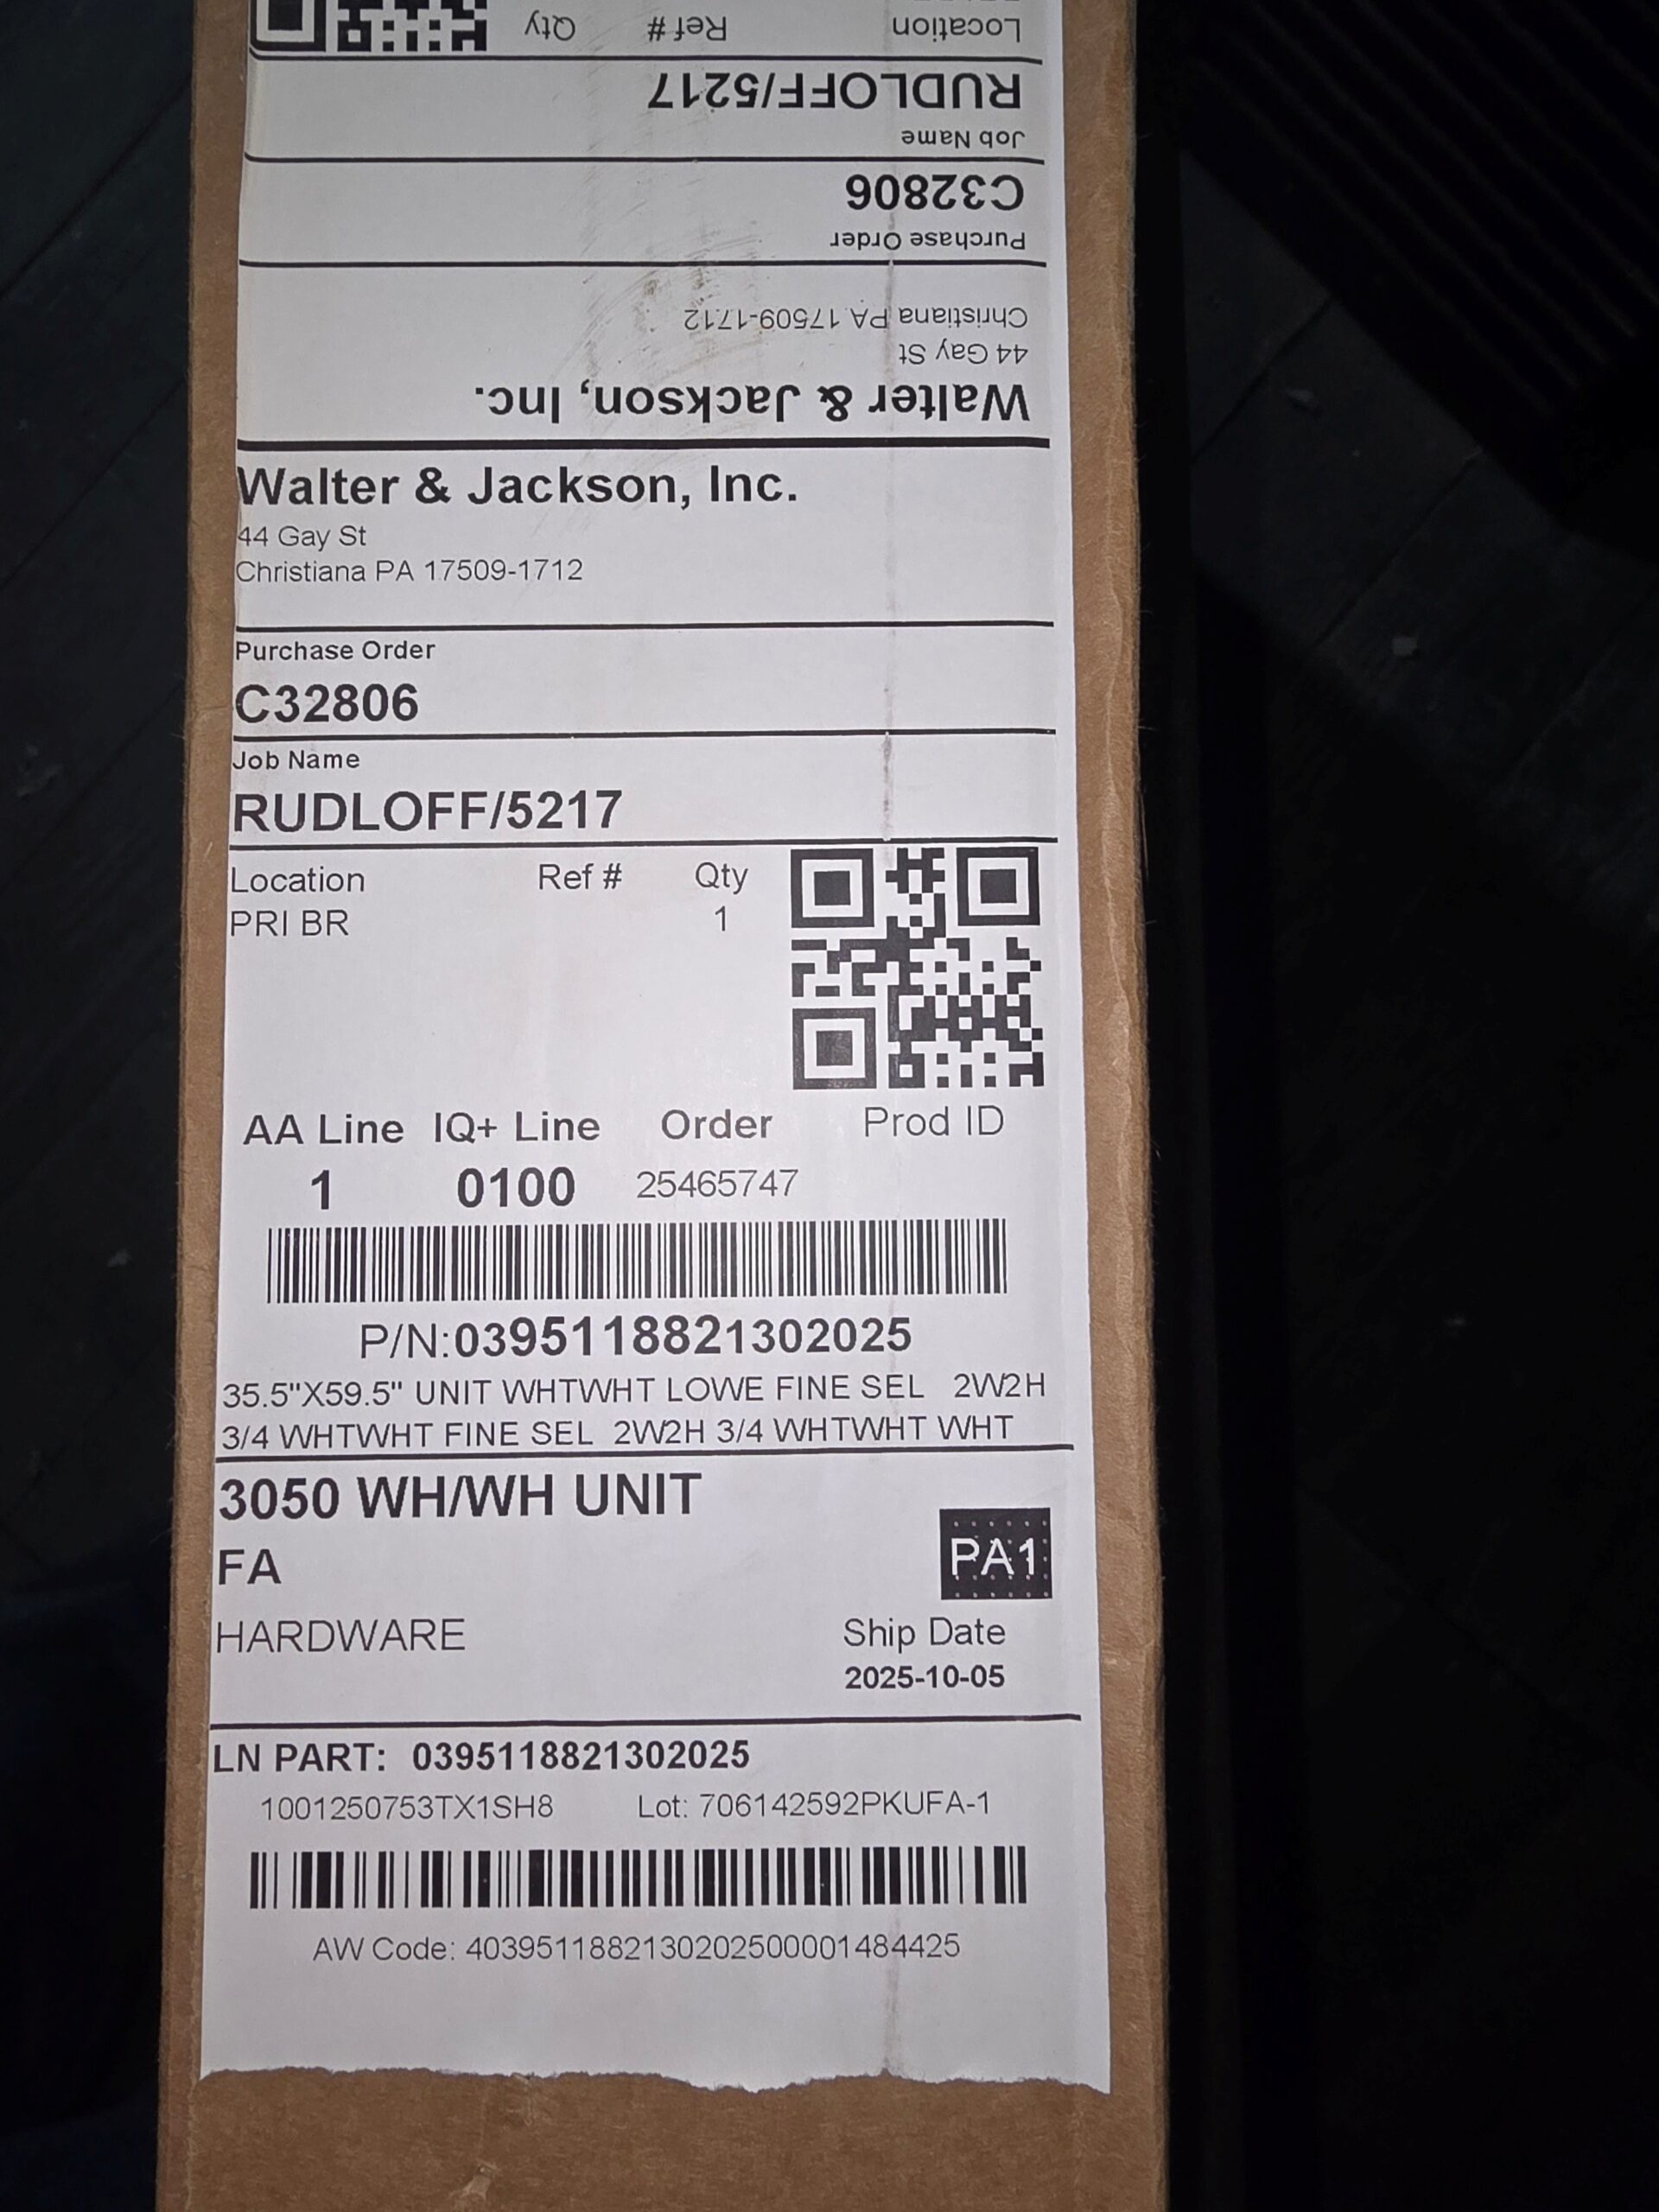 Location Ref # Qty
RUDLOFF/5217
Job Name
C32806
Purchase Order
Christiana PA 17509-1712
44 Gay St
Walter & Jackson, Inc.
Walter & Jackson, Inc.
44 Gay St
Christiana PA 17509-1712
Purchase Order
C32806
Job Name
RUDLOFF/5217
Location Ref # Qty
PRI BR 1
AA Line IQ+ Line Order Prod ID
1 0100 25465747
P/N:0395118821302025
35.5"X59.5" UNIT WHTWHT LOWE FINE SEL 2W2H
3/4 WHTWHT FINE SEL 2W2H 3/4 WHTWHT WHT
3050 WH/WH UNIT
FA
PA1
HARDWARE
Ship Date
2025-10-05
LN PART: 0395118821302025
1001250753TX1SH8 Lot: 706142592PKUFA-1
AW Code: 403951188213020250000​1484425